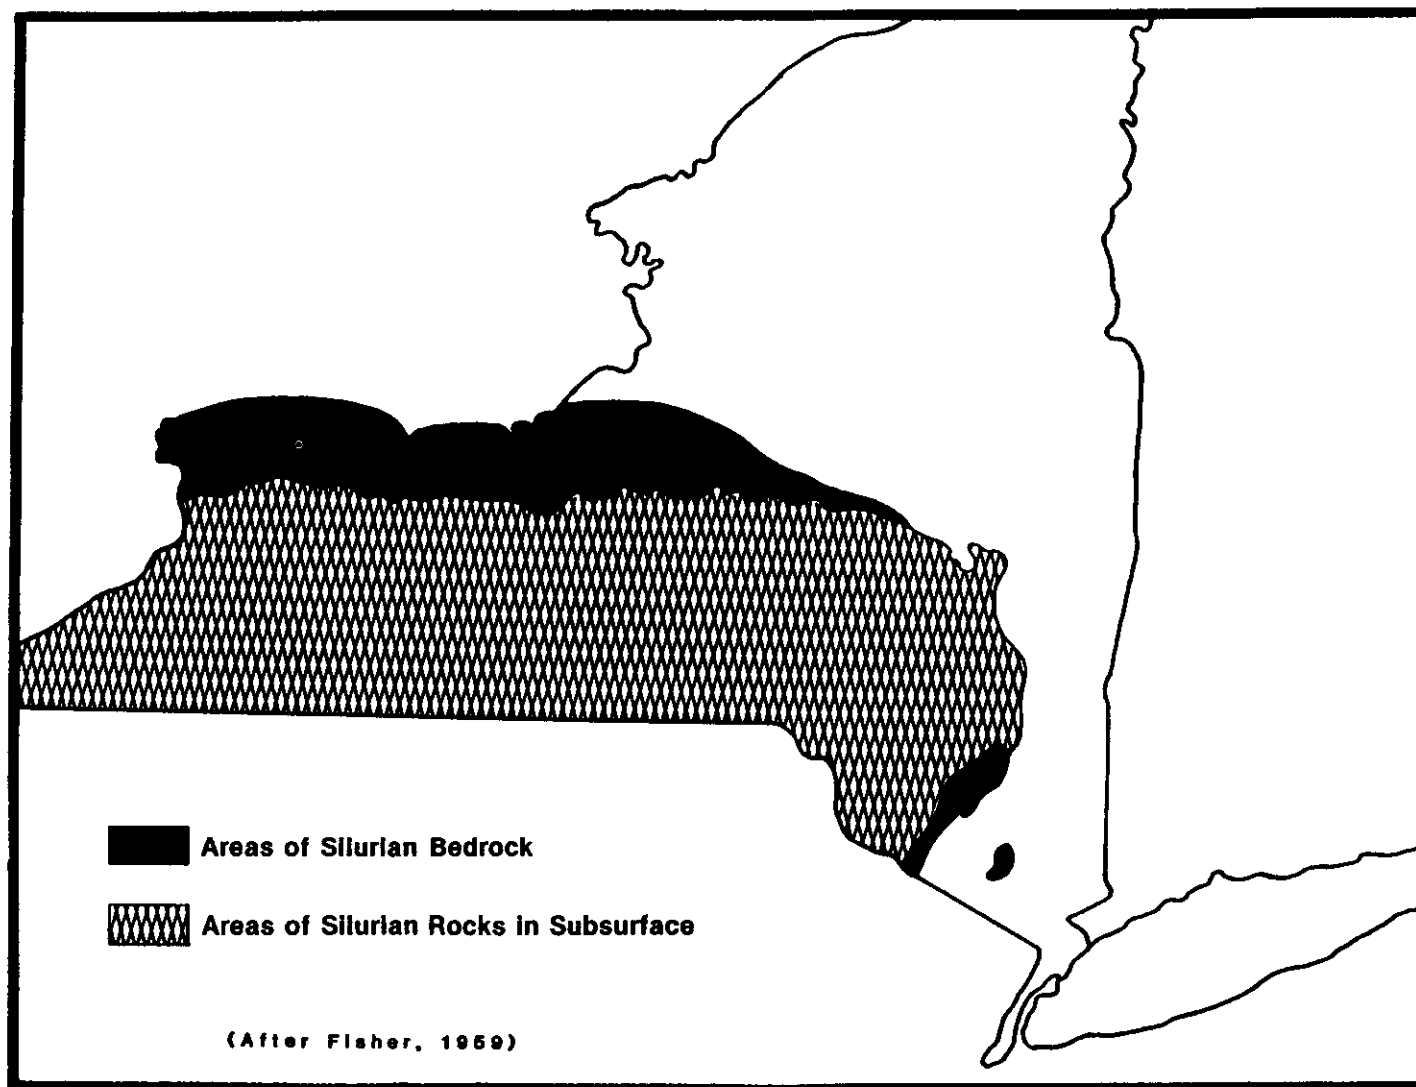 Areas of Silurian Bedrock
Areas of Silurian Rocks in Subsurface
(After Fisher, 1959)